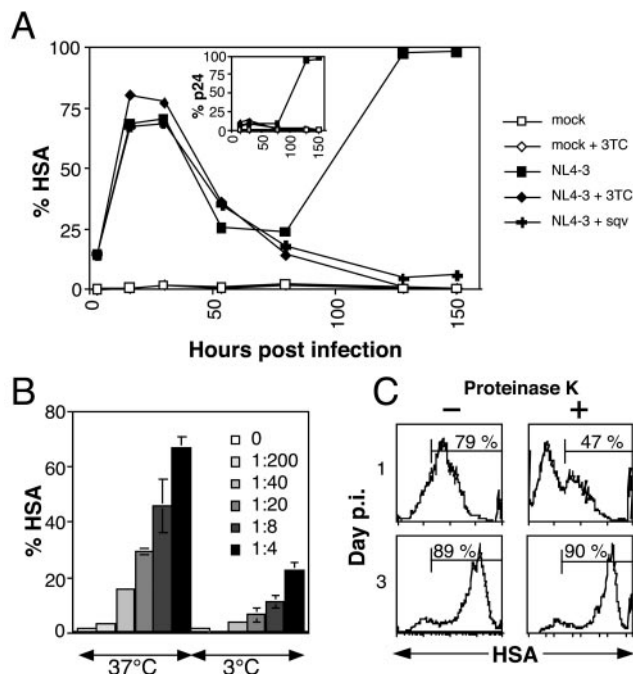 A
100
75
50
25
0
% HSA
0
50
100
150
Hours post infection
100
75
50
25
0
% p24
0
50
100
150
mock
mock + 3TC
NL4-3
NL4-3 + 3TC
NL4-3 + sqv
B
80
60
40
20
0
% HSA
0
1:200
1:40
1:20
1:8
1:4
37°C
3°C
C
Proteinase K
− +
Day p.i.
1
79 %
47 %
3
89 %
90 %
HSA